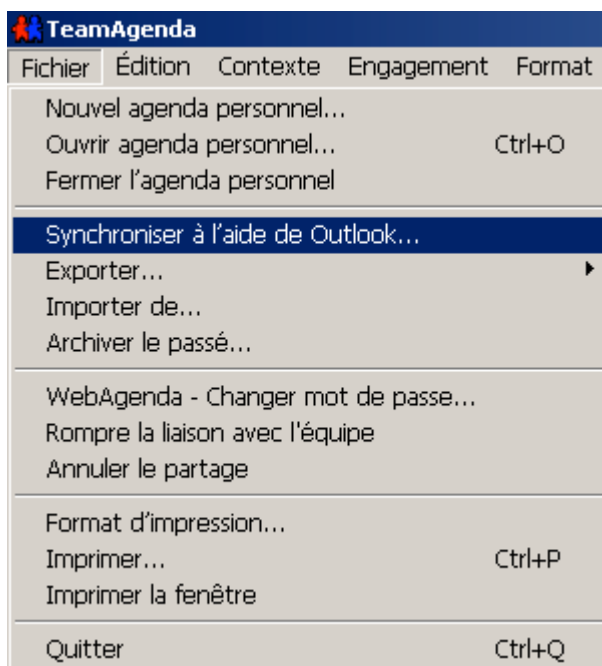 TeamAgenda
Fichier Édition Contexte Engagement Format
Nouvel agenda personnel...
Ouvrir agenda personnel... Ctrl+O
Fermer l'agenda personnel
Synchroniser à l'aide de Outlook...
Exporter...
Importer de...
Archiver le passé...
WebAgenda - Changer mot de passe...
Rompre la liaison avec l'équipe
Annuler le partage
Format d'impression...
Imprimer... Ctrl+P
Imprimer la fenêtre
Quitter Ctrl+Q